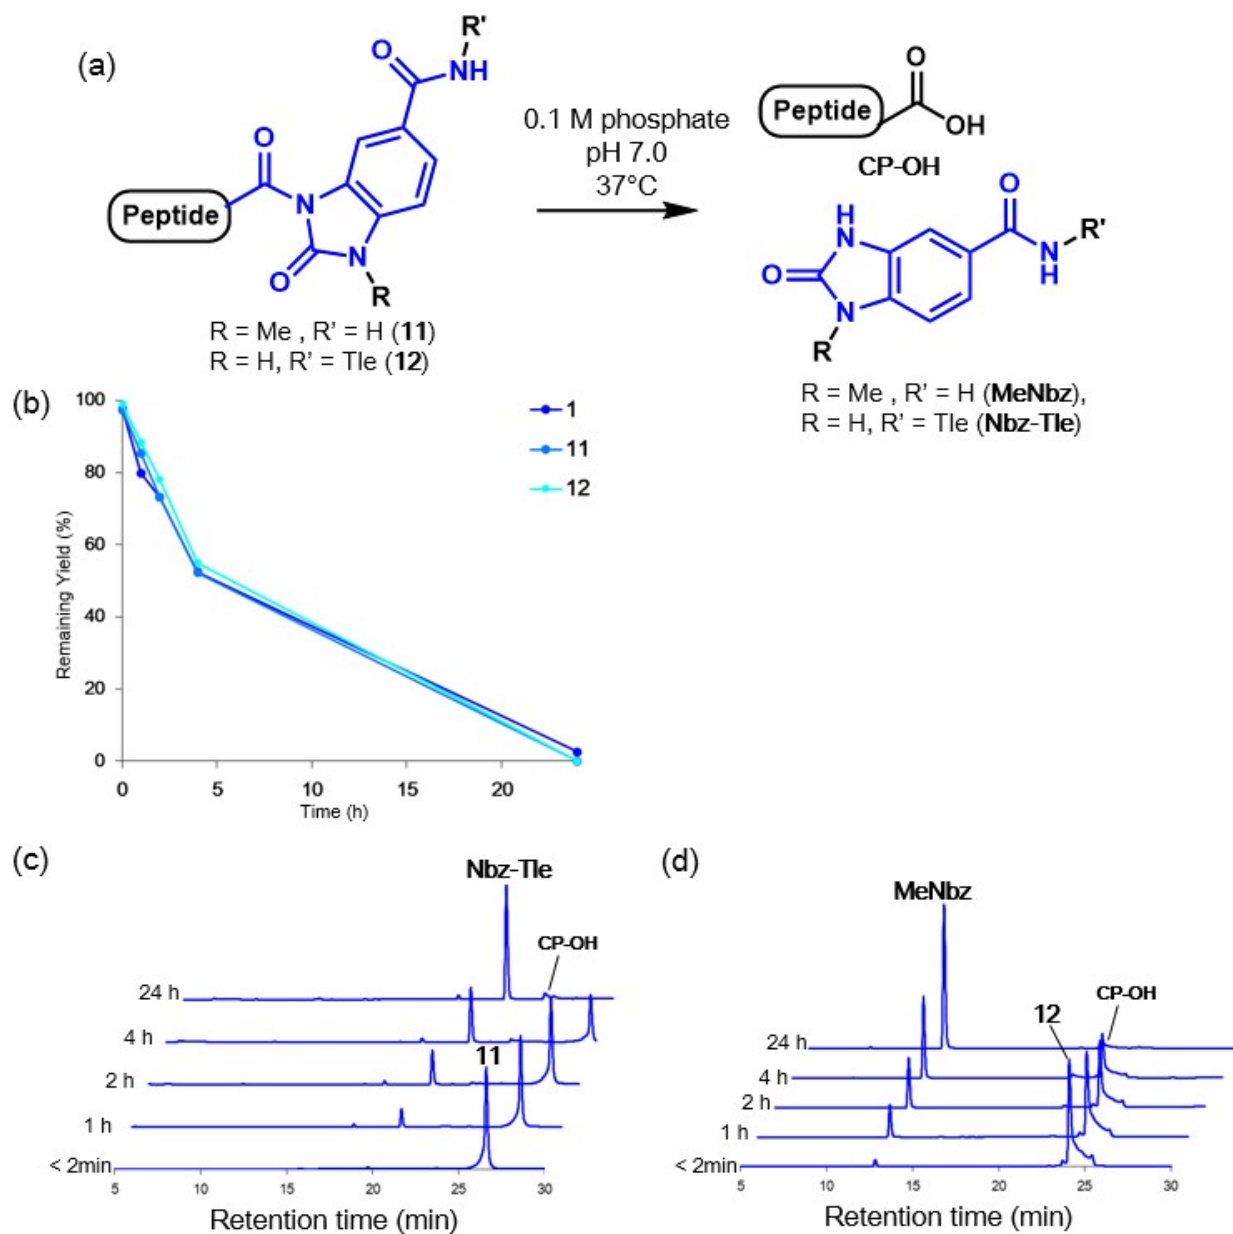 (a)
R'
O
NH
O
Peptide
N
O
N
R
R = Me , R' = H (11)
R = H, R' = Tle (12)
0.1 M phosphate
pH 7.0
37°C
O
Peptide
OH
CP-OH
H
N
O
O
N
R
N
H
R'
R = Me , R' = H (MeNbz),
R = H, R' = Tle (Nbz-Tle)
(b)
100
80
60
40
20
0
Remaining Yield (%)
0
5
10
15
20
Time (h)
1
11
12
(c)
Nbz-Tle
CP-OH
24 h
4 h
11
2 h
1 h
< 2min
5
10
15
20
25
30
Retention time (min)
(d)
MeNbz
12
CP-OH
24h
4 h
2 h
1 h
< 2min
5
10
15
20
25
30
Retention time (min)